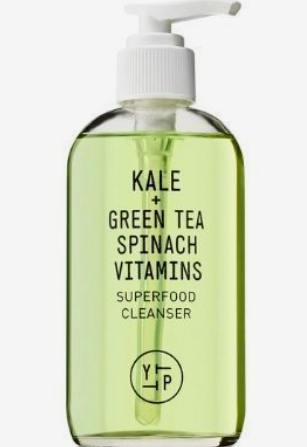 KALE
+
GREEN TEA
SPINACH
VITAMINS
SUPERFOOD
CLEANSER
Y
T
T
P